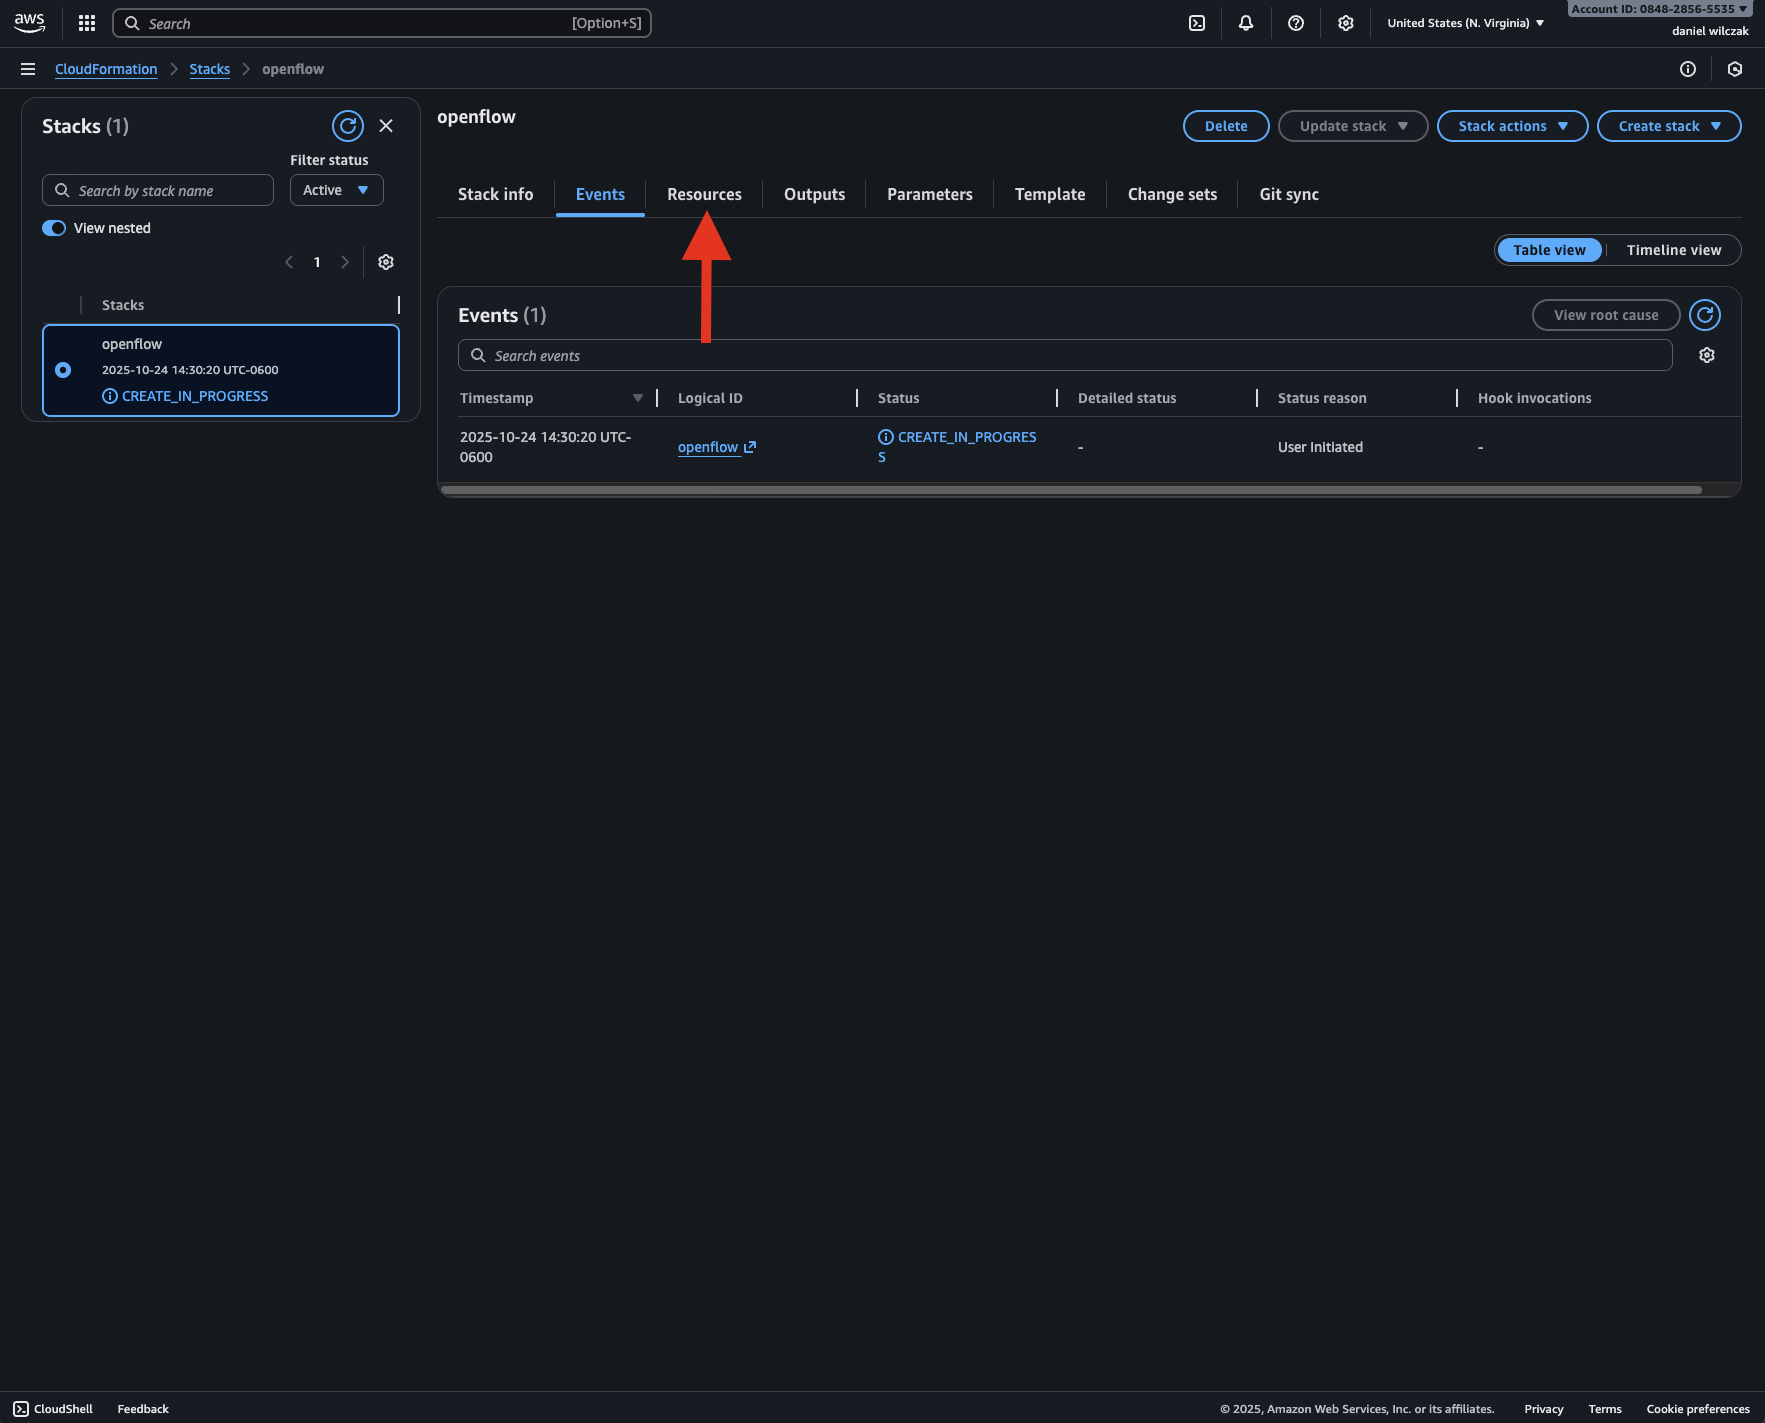 aws
Search [Option+S]
United States (N. Virginia)
Account ID: 0848-2856-5535
daniel wilczak
CloudFormation
Stacks
openflow
Stacks (1)
Filter status
Search by stack name
Active
View nested
1
Stacks
openflow
2025-10-24 14:30:20 UTC-0600
CREATE_IN_PROGRESS
openflow
Delete
Update stack
Stack actions
Create stack
Stack info
Events
Resources
Outputs
Parameters
Template
Change sets
Git sync
Table view
Timeline view
Events (1)
View root cause
Search events
Timestamp
Logical ID
Status
Detailed status
Status reason
Hook invocations
2025-10-24 14:30:20 UTC-
0600
openflow
CREATE_IN_PROGRES
S
-
User Initiated
-
CloudShell
Feedback
© 2025, Amazon Web Services, Inc. or its affiliates.
Privacy
Terms
Cookie preferences